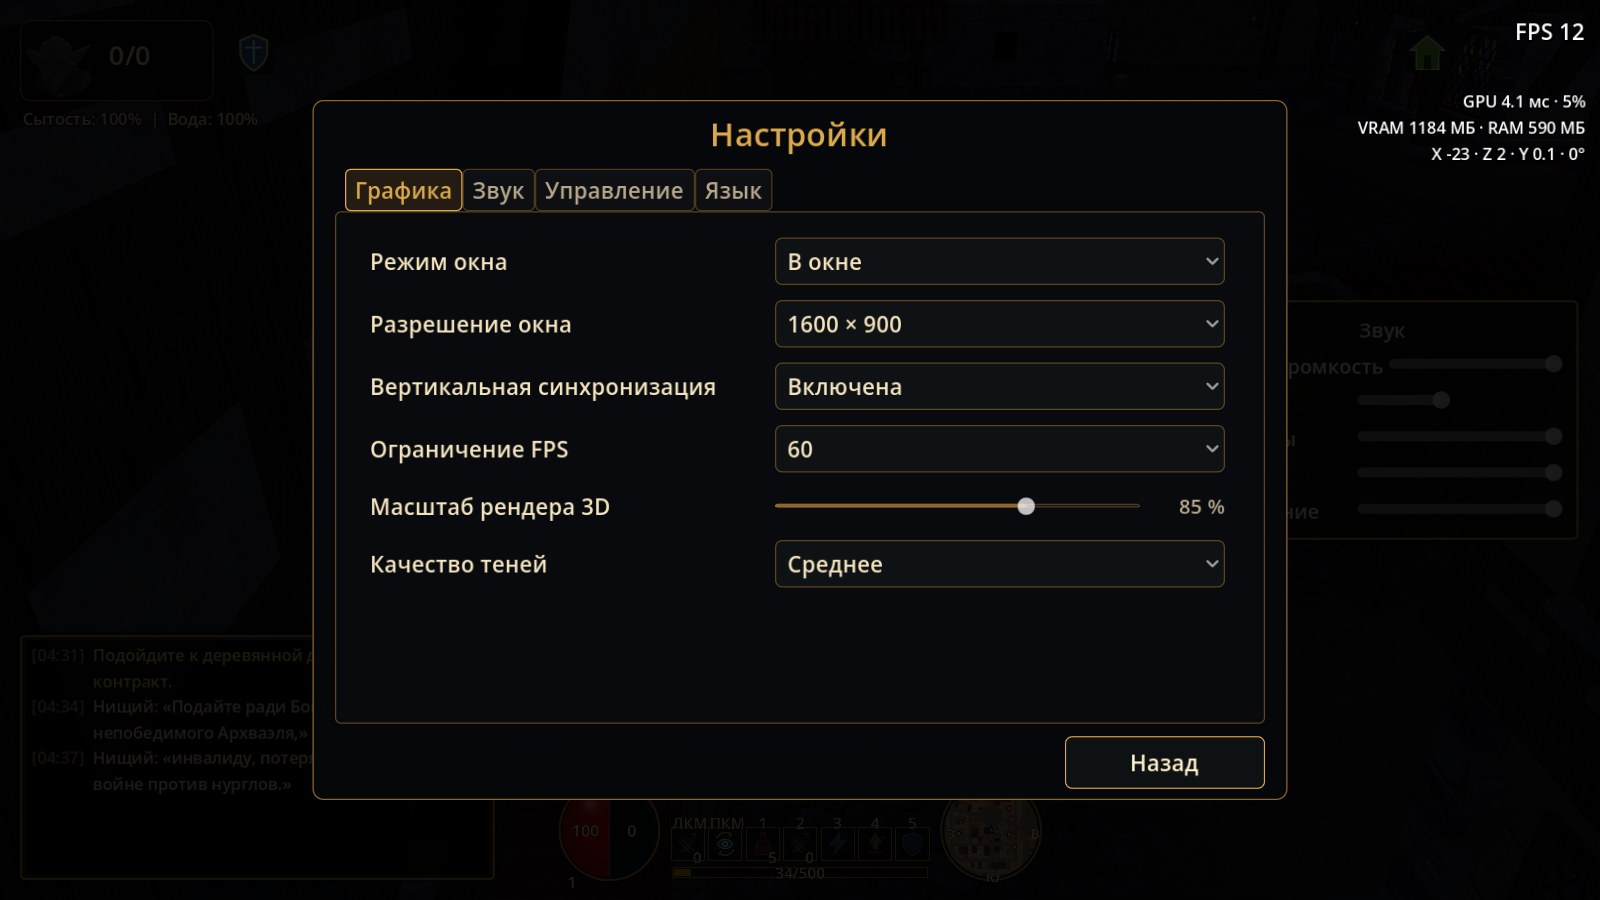 FPS 12
0/0
GPU 4.1 мс · 5%
VRAM 1184 МБ · RAM 590 МБ
X -23 · Z 2 · Y 0.1 · 0°
Сытость: 100% | Вода: 100%
Настройки
Графика Звук Управление Язык
Режим окна В окне
Разрешение окна 1600 × 900
Вертикальная синхронизация Включена
Ограничение FPS 60
Масштаб рендера 3D 85 %
Качество теней Среднее
Назад
Звук
ромкость
ы
ние
[04:31] Подойдите к деревянной д
контракт.
[04:34] Нищий: «Подайте ради Бо
непобедимого Архваэля,»
[04:37] Нищий: «инвалиду, потер
войне против нурглов.»
100 0
ЛКМ ПКМ 1 2 3 4 5
0 5 0
34/500
1
В
Ю